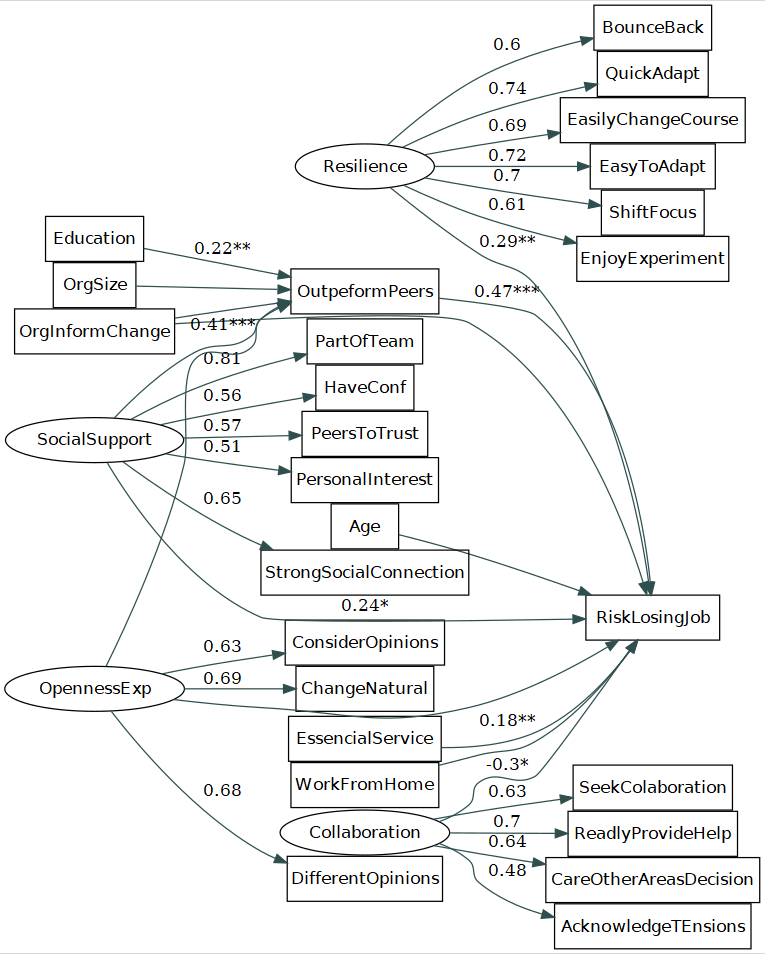 BounceBack
0.6
QuickAdapt
0.74
EasilyChangeCourse
0.69
Resilience
0.72
EasyToAdapt
0.7
ShiftFocus
0.61
EnjoyExperiment
0.29**
Education
0.22**
OrgSize
OutpeformPeers
0.47***
OrgInformChange
0.41***
PartOfTeam
0.81
HaveConf
0.56
SocialSupport
0.57
PeersToTrust
0.51
PersonalInterest
0.65
Age
StrongSocialConnection
0.24*
RiskLosingJob
ConsiderOpinions
0.63
OpennessExp
0.69
ChangeNatural
0.18**
EssencialService
WorkFromHome
-0.3*
0.68
0.63
SeekColaboration
Collaboration
0.7
ReadlyProvideHelp
0.64
CareOtherAreasDecision
DifferentOpinions
0.48
AcknowledgeTEnsions